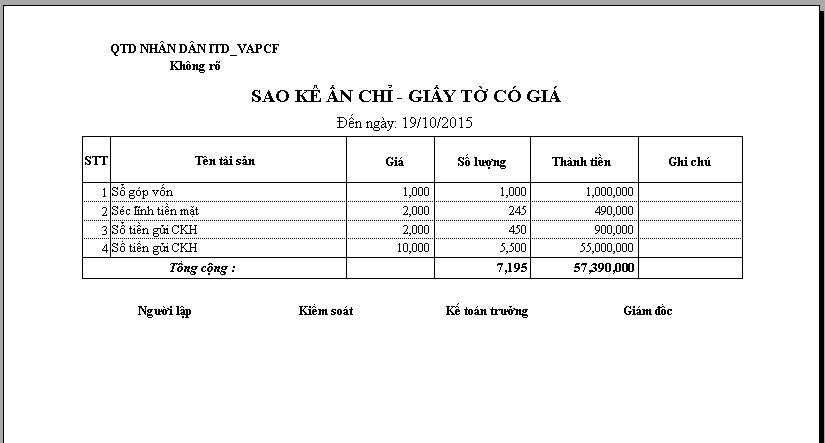 QTD NHÂN DÂN ITD_VAPCF
Không rõ
SAO KÊ ẤN CHỈ - GIẤY TỜ CÓ GIÁ
Đến ngày: 19/10/2015
STT Tên tài sản Giá Số lượng Thành tiền Ghi chú
1 Sổ góp vốn 1,000 1,000 1,000,000
2 Séc lĩnh tiền mặt 2,000 245 490,000
3 Sổ tiền gửi CKH 2,000 450 900,000
4 Sổ tiền gửi CKH 10,000 5,500 55,000,000
Tổng cộng : 7,195 57,390,000
Người lập Kiểm soát Kế toán trưởng Giám đốc